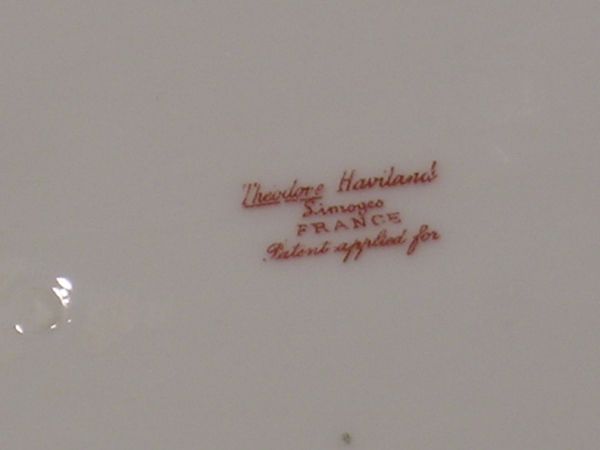 Theodore Haviland
Limoges
FRANCE
Patent applied for